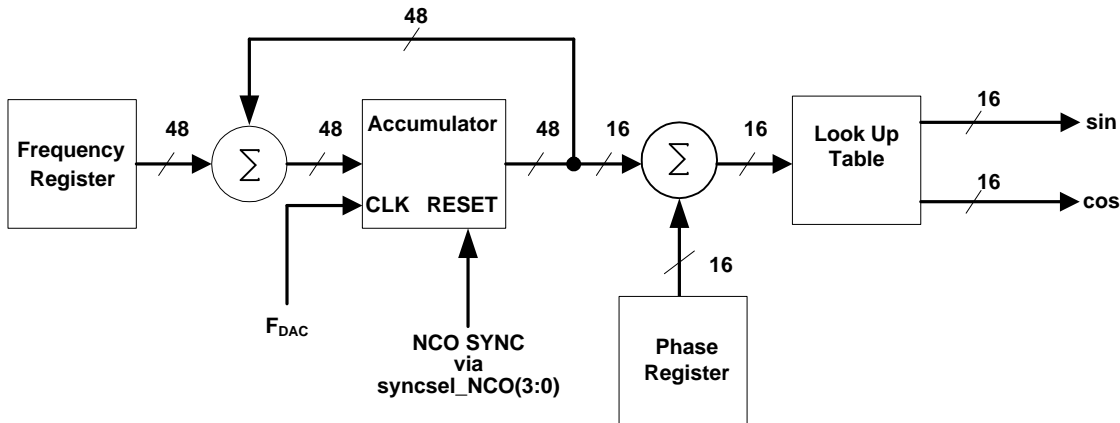 48
Frequency
Register
48
Σ
48
Accumulator
CLK RESET
48
16
Σ
16
Look Up
Table
16
sin
16
cos
16
FDAC
NCO SYNC
via
syncsel_NCO(3:0)
Phase
Register